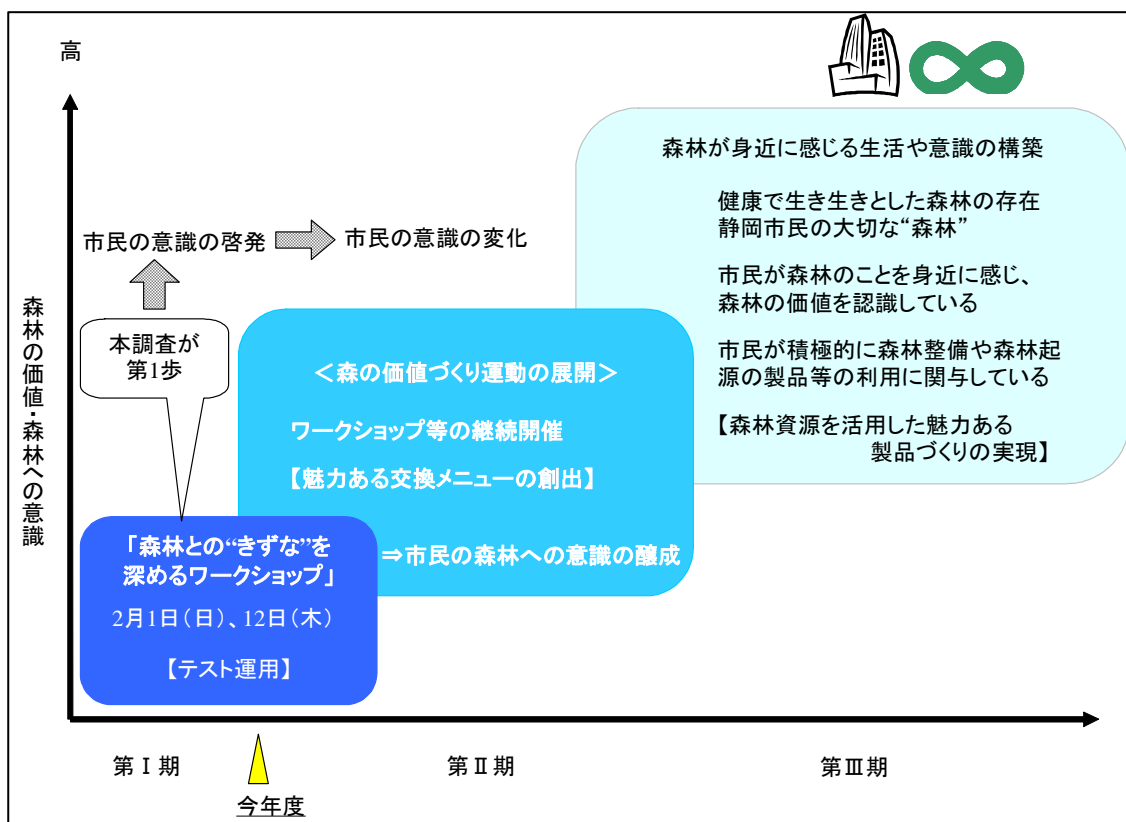 高
森林の価値・森林への意識
市民の意識の啓発
市民の意識の変化
本調査が
第1歩
「森林との“きずな”を
深めるワークショップ」
2月1日(日)、12日(木)
【テスト運用】
<森の価値づくり運動の展開>
ワークショップ等の継続開催
【魅力ある交換メニューの創出】
⇒市民の森林への意識の醸成
森林が身近に感じる生活や意識の構築
健康で生き生きとした森林の存在
静岡市民の大切な“森林”
市民が森林のことを身近に感じ、
森林の価値を認識している
市民が積極的に森林整備や森林起
源の製品等の利用に関与している
【森林資源を活用した魅力ある
製品づくりの実現】
第Ⅰ期
第Ⅱ期
第Ⅲ期
今年度